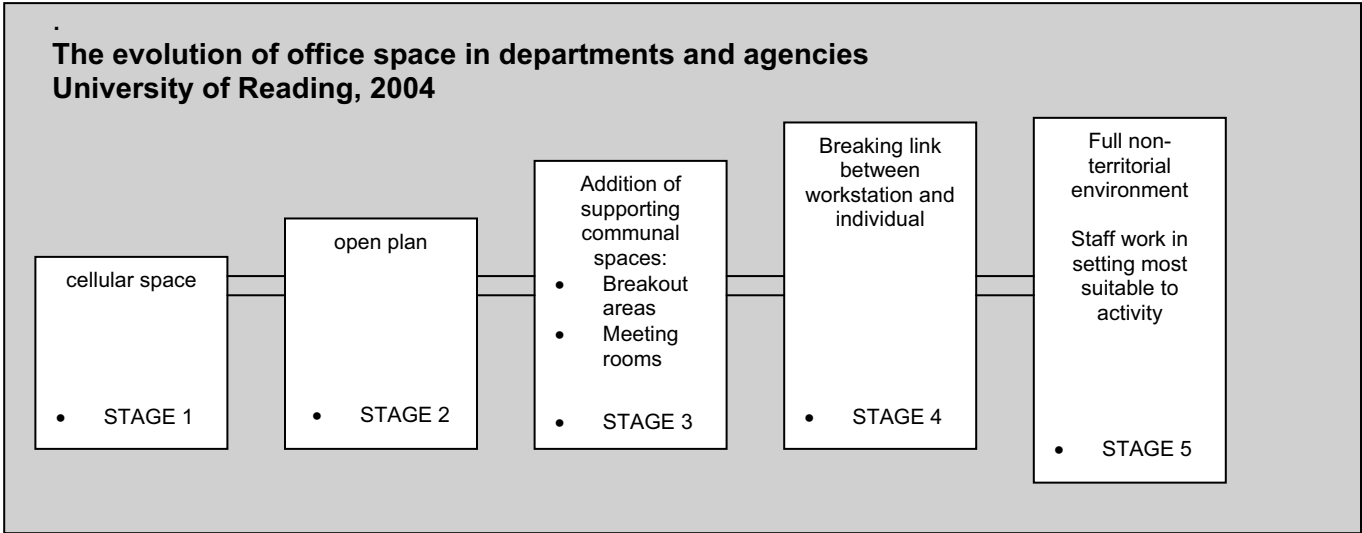 .
The evolution of office space in departments and agencies
University of Reading, 2004
cellular space
• STAGE 1
open plan
• STAGE 2
Addition of
supporting
communal
spaces:
• Breakout
areas
• Meeting
rooms
• STAGE 3
Breaking link
between
workstation and
individual
• STAGE 4
Full non-
territorial
environment
Staff work in
setting most
suitable to
activity
• STAGE 5